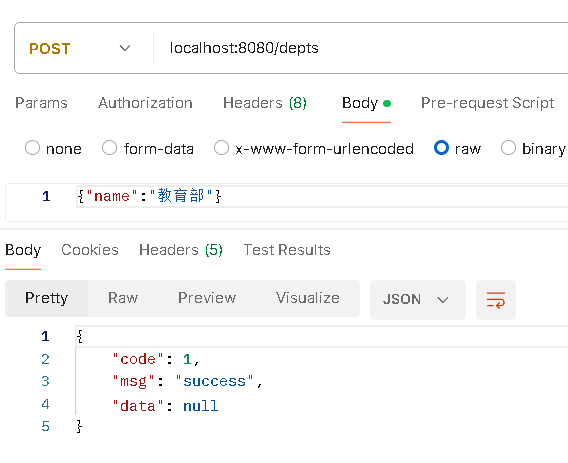 POST localhost:8080/depts
Params Authorization Headers (8) Body Pre-request Script
none form-data x-www-form-urlencoded raw binary
1 {"name":"教育部"}
Body Cookies Headers (5) Test Results
Pretty Raw Preview Visualize JSON
1 {
2 "code": 1,
3 "msg": "success",
4 "data": null
5 }